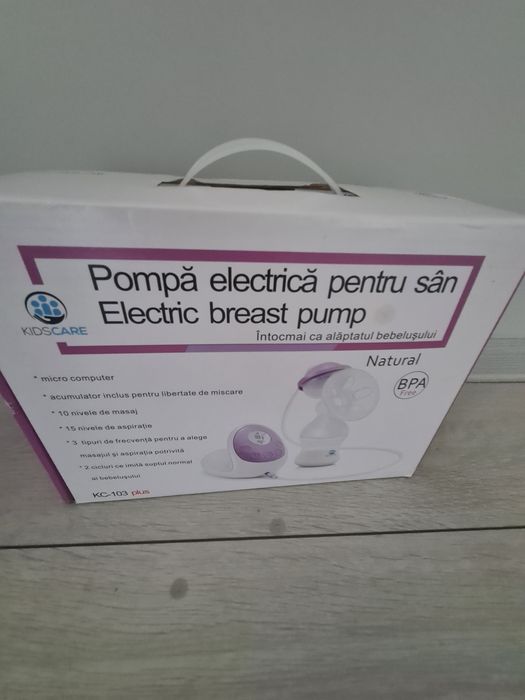 Pompă electrică pentru sân
Electric breast pump
Întocmai ca alăptatul bebelușului
KIDSCARE
Natural
BPA
Free
* micro computer
* acumulator inclus pentru libertate de miscare
* 10 nivele de masaj
* 15 nivele de aspirație
* 3 tipuri de frecvență pentru a alege
masajul și aspirația potrivită
* 2 cicluri ce imită suptul normal
al bebelușului
KC-103 plus